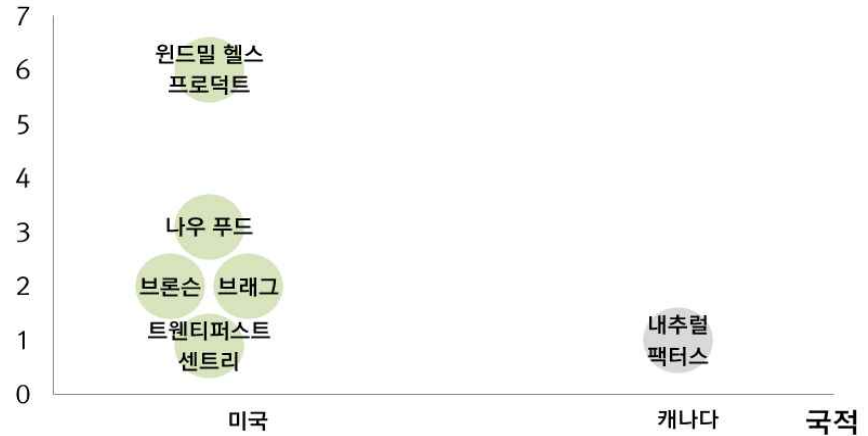 7
윈드밀 헬스
프로덕트
6
5
4
나우 푸드
3
브론슨 브래그
2
트웬티퍼스트
센트리
내추럴
팩터스
1
0
미국 캐나다 국적